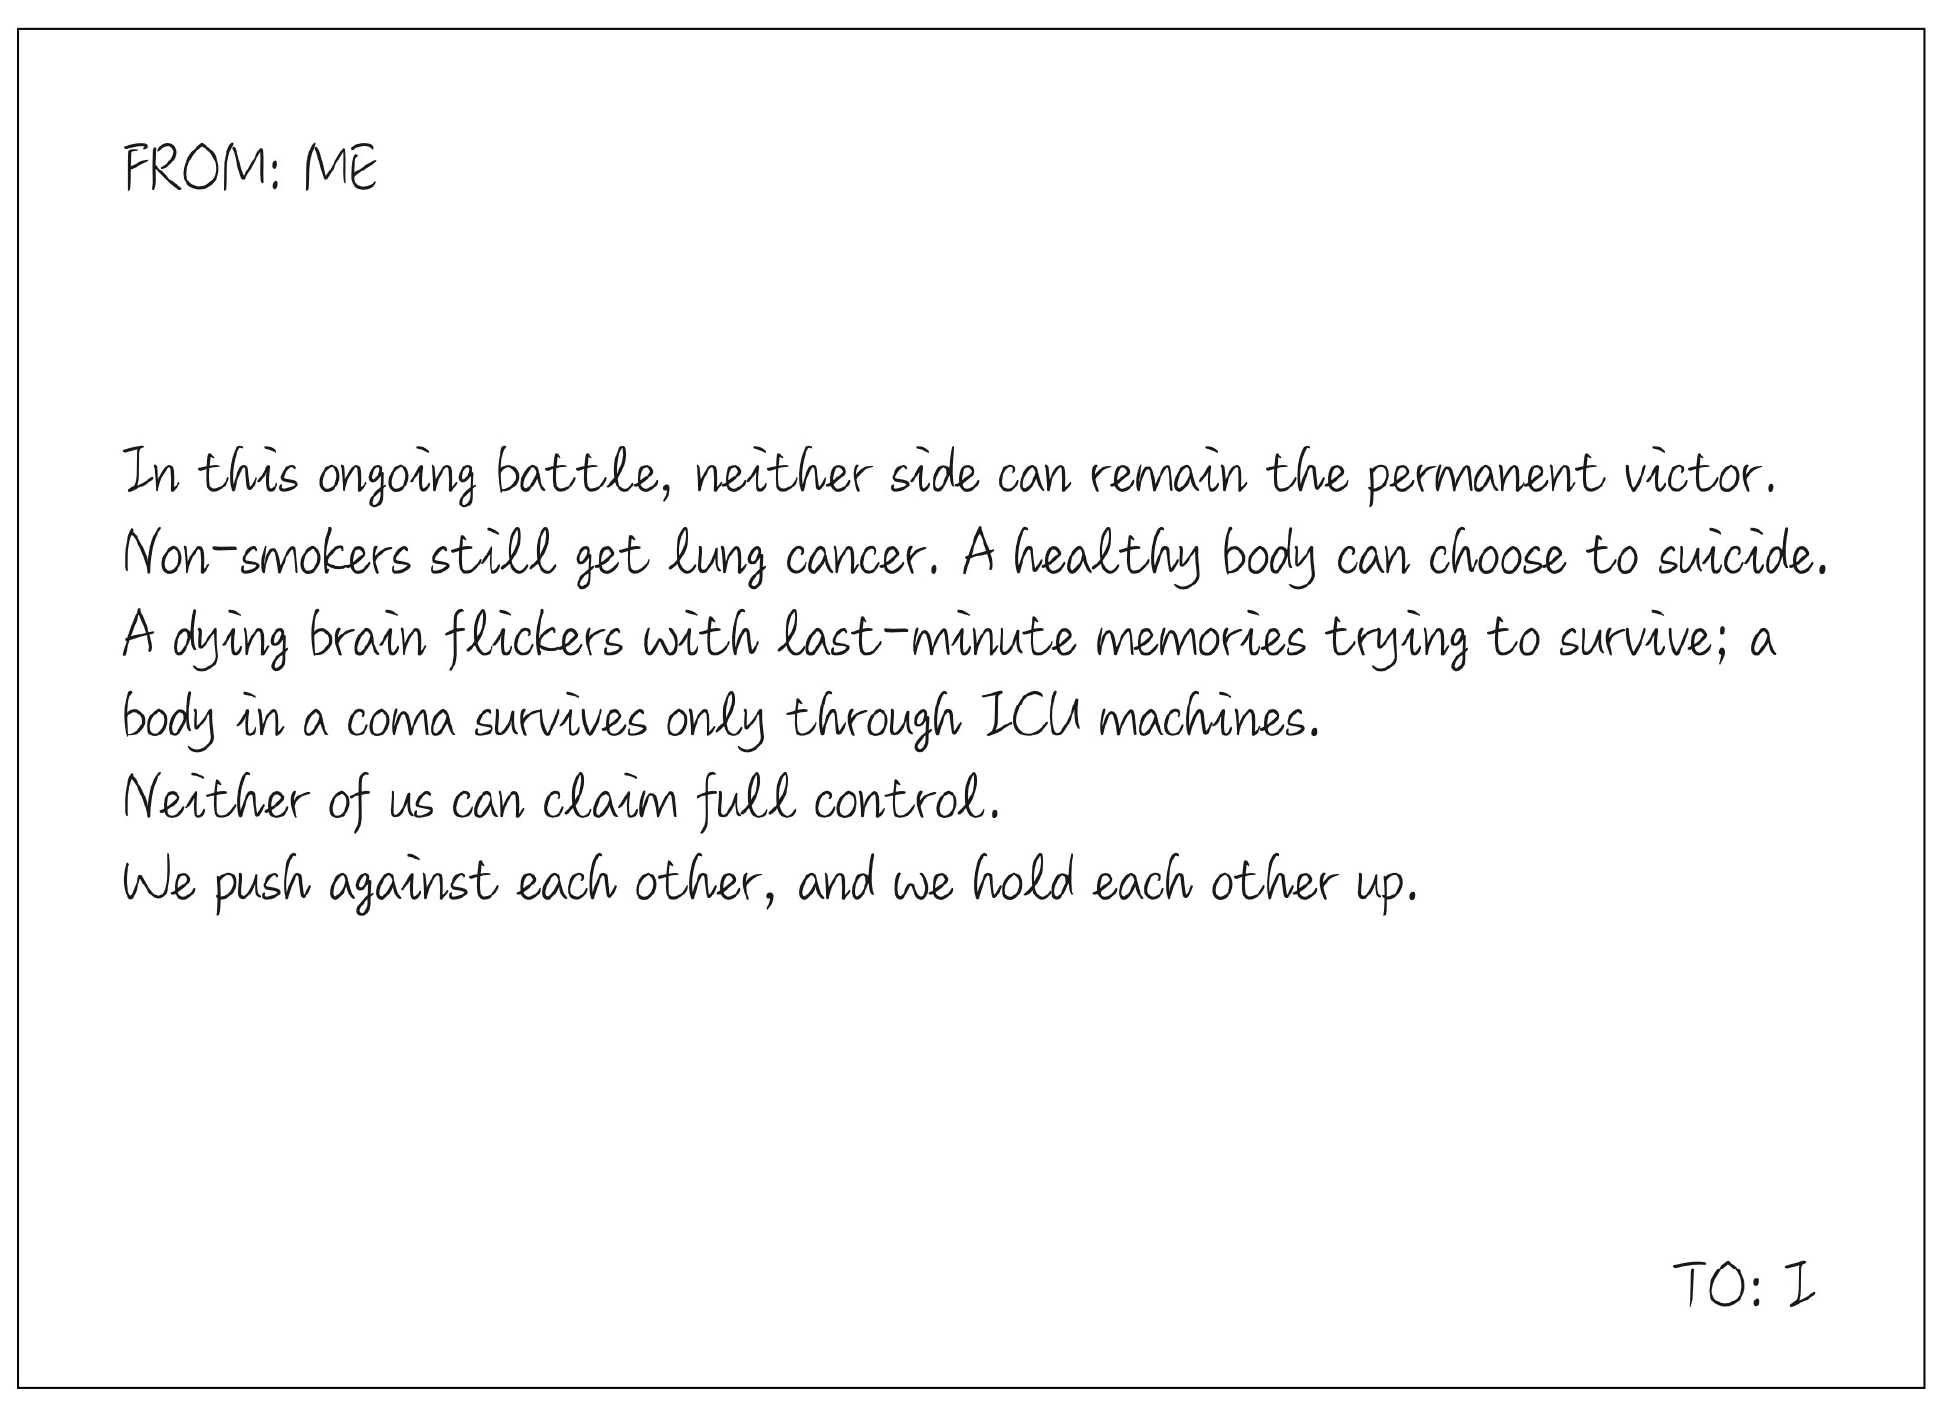 FROM: ME
In this ongoing battle, neither side can remain the permanent victor.
Non-smokers still get lung cancer. A healthy body can choose to suicide.
A dying brain flickers with last-minute memories trying to survive; a
body in a coma survives only through ICU machines.
Neither of us can claim full control.
We push against each other, and we hold each other up.
TO: I